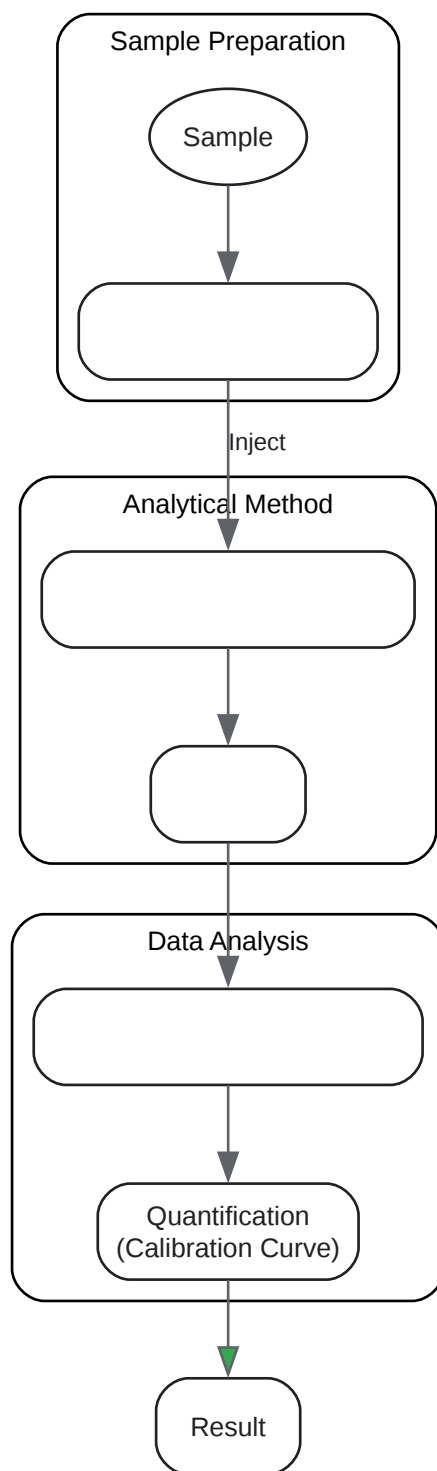 Sample Preparation
Sample
Inject
Analytical Method
Data Analysis
Quantification
(Calibration Curve)
Result